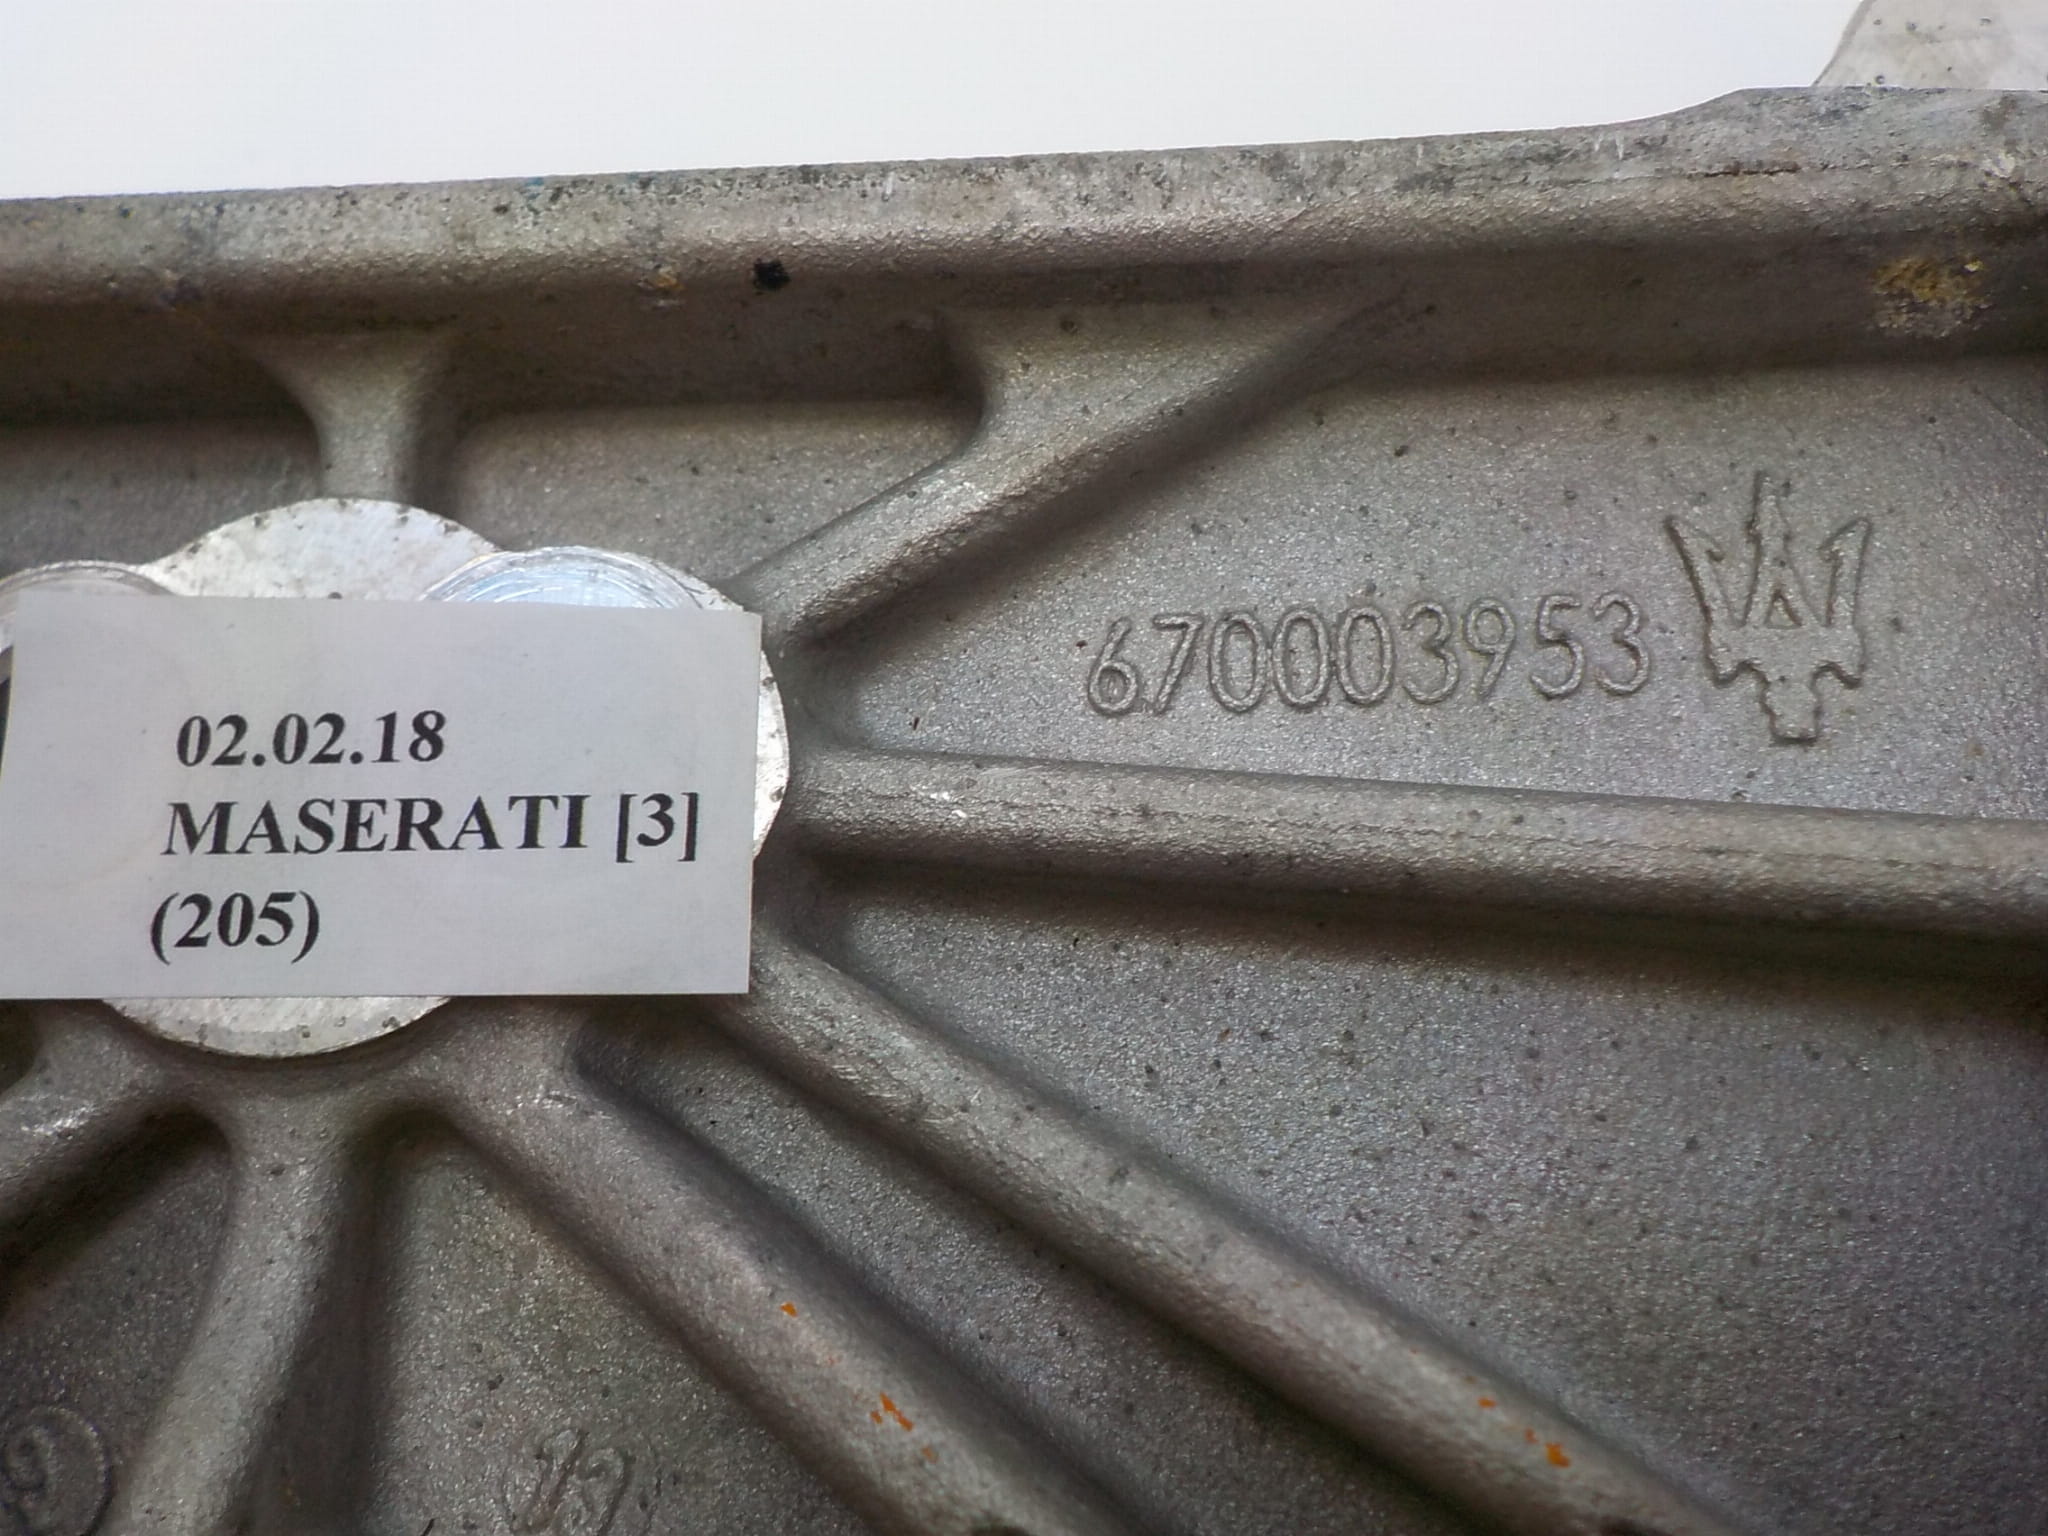 670003953
02.02.18
MASERATI [3]
(205)